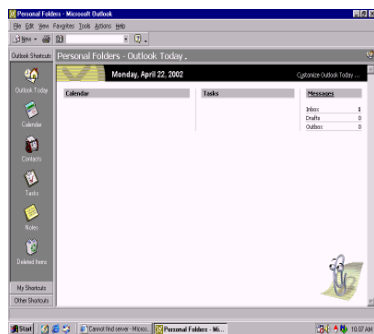 Personal Folders - Microsoft Outlook
File Edit View Favorites Tools Actions Help
New
Outlook Shortcuts
Personal Folders - Outlook Today .
Monday, April 22, 2002
Customize Outlook Today ...
Outlook Today
Calendar
Tasks
Messages
Inbox 1
Drafts 0
Outbox 0
Calendar
Contacts
Tasks
Notes
Deleted Items
My Shortcuts
Other Shortcuts
Start
Cannot find server - Micros...
Personal Folders - Mi...
10:07 AM